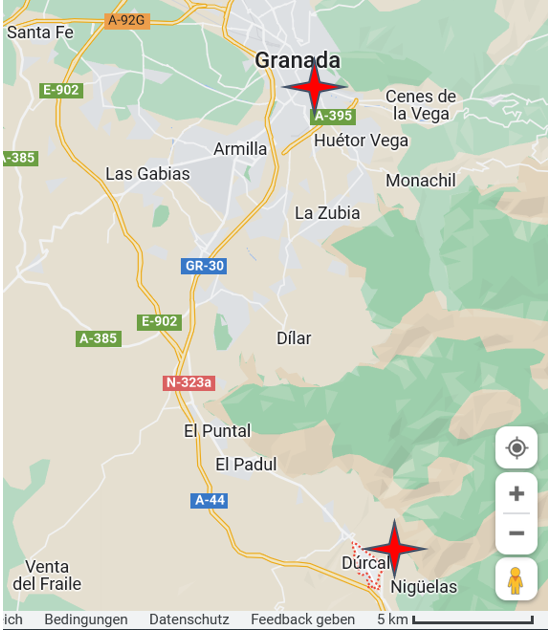 A-92G
Santa Fe
Granada
E-902
Cenes de
la Vega
A-395
Huétor Vega
Armilla
A-385
Las Gabias
Monachil
La Zubia
GR-30
E-902
A-385
Dílar
N-323a
El Puntal
El Padul
A-44
Dúrcal
Venta
del Fraile
Nigüelas
eich Bedingungen Datenschutz Feedback geben 5 km